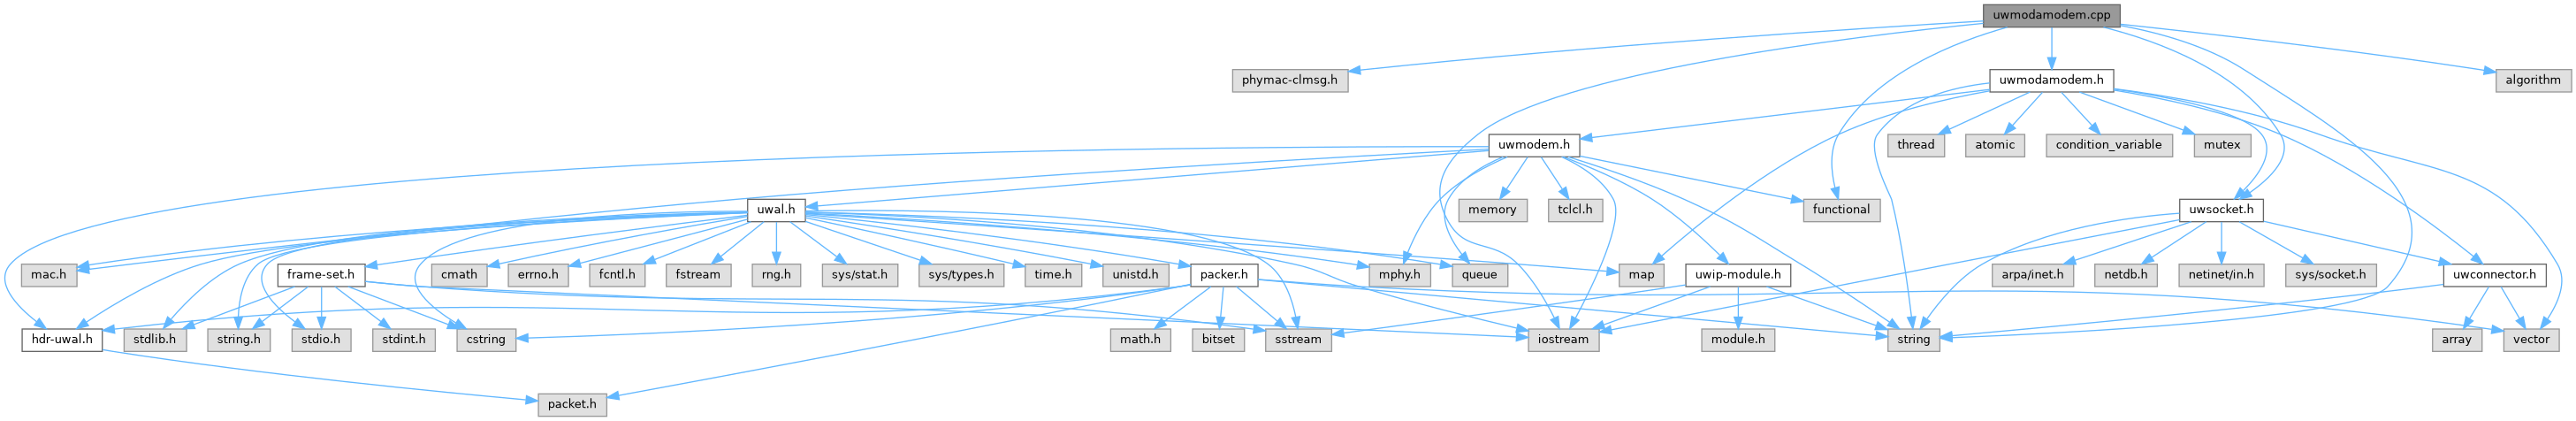 uwmodamodem.cpp
phymac-clmsg.h
uwmodamodem.h
algorithm
uwmodem.h
thread
atomic
condition_variable
mutex
uwal.h
memory
tclcl.h
functional
uwsocket.h
mac.h
frame-set.h
cmath
errno.h
fcntl.h
fstream
rng.h
sys/stat.h
sys/types.h
time.h
unistd.h
packer.h
mphy.h
queue
map
uwip-module.h
arpa/inet.h
netdb.h
netinet/in.h
sys/socket.h
uwconnector.h
hdr-uwal.h
stdlib.h
string.h
stdio.h
stdint.h
cstring
math.h
bitset
sstream
iostream
module.h
string
array
vector
packet.h